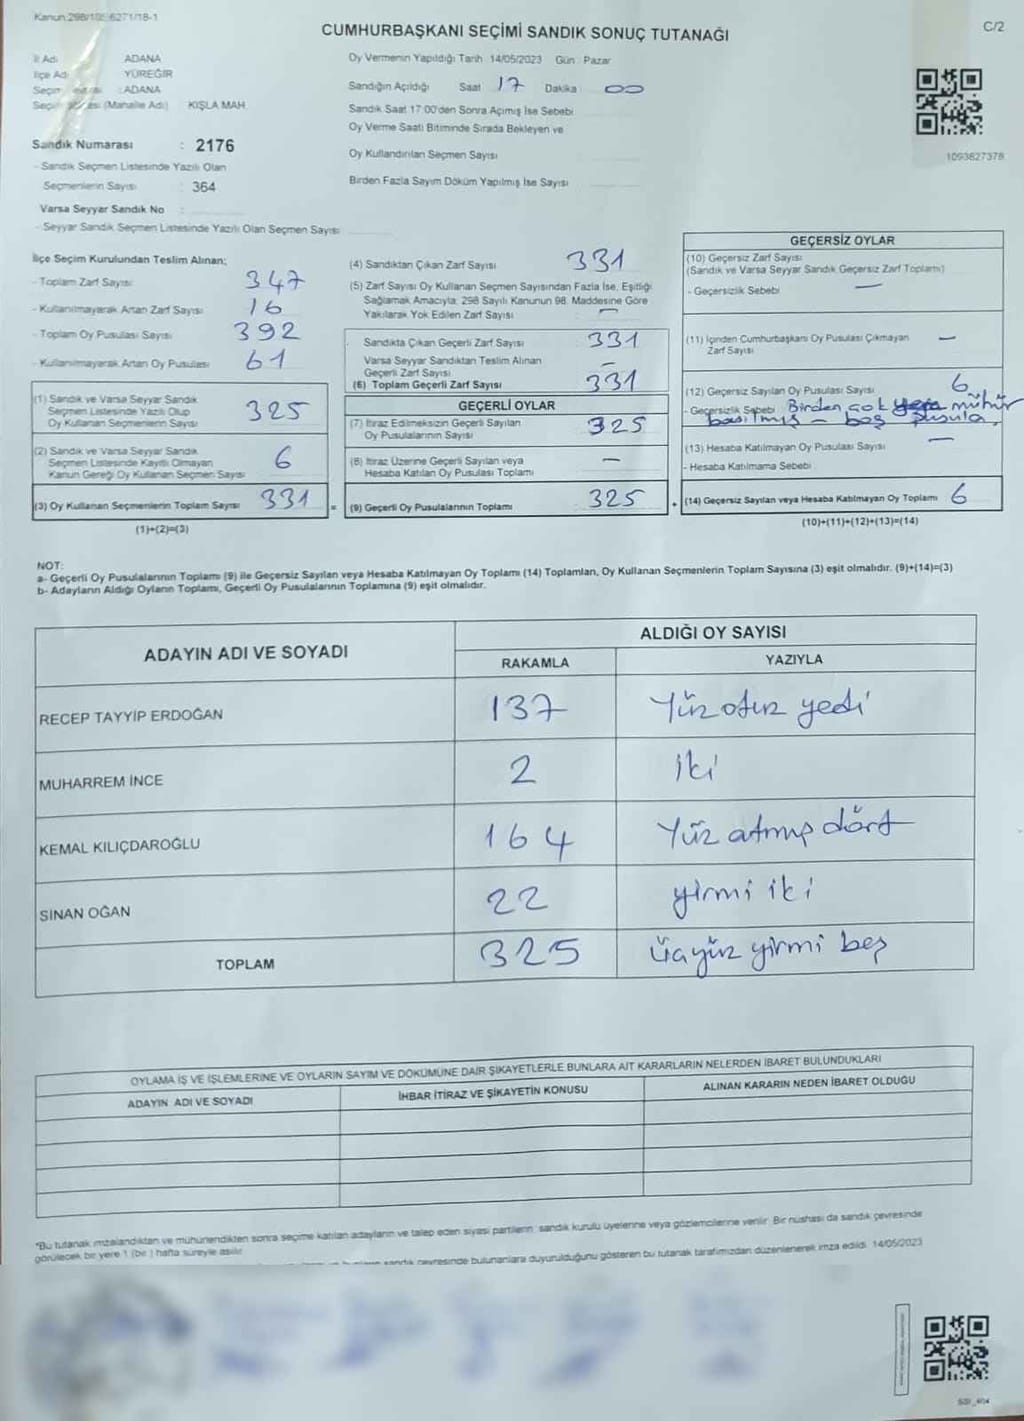 Kanun:298/105 6271/18-1
C/2
CUMHURBAŞKANI SEÇİMİ SANDIK SONUÇ TUTANAĞI
İl Adı ADANA
İlçe Adı YÜREĞİR
Seçim : ADANA
(Mahalle Adı) KIŞLA MAH.
Sandık Numarası : 2176
- Sandık Seçmen Listesinde Yazılı Olan
Seçmenlerin Sayısı : 364
Varsa Seyyar Sandık No :
- Seyyar Sandık Seçmen Listesinde Yazılı Olan Seçmen Sayısı
Oy Vermenin Yapıldığı Tarih 14/05/2023 Gün : Pazar
Sandığın Açıldığı Saat 17 Dakika 00
Sandık Saat 17:00'den Sonra Açımış İse Sebebi
Oy Verme Saati Bitiminde Sırada Bekleyen ve
Oy Kullandırılan Seçmen Sayısı
Birden Fazla Sayım Döküm Yapılmış İse Sayısı
1093827378
İlçe Seçim Kurulundan Teslim Alınan;
- Toplam Zarf Sayısı 347
- Kullanılmayarak Artan Zarf Sayısı 16
- Toplam Oy Pusulası Sayısı 392
- Kullanılmayarak Artan Oy Pusulası 61
(1) Sandık ve Varsa Seyyar Sandık
Seçmen Listesinde Yazılı Olup
Oy Kullanan Seçmenlerin Sayısı 325
(2) Sandık ve Varsa Seyyar Sandık
Seçmen Listesinde Kayıtlı Olmayan
Kanun Gereği Oy Kullanan Seçmen Sayısı 6
(3) Oy Kullanan Seçmenlerin Toplam Sayısı 331 =
(1)+(2)=(3)
(4) Sandıktan Çıkan Zarf Sayısı 331
(5) Zarf Sayısı Oy Kullanan Seçmen Sayısından Fazla İse, Eşitliği
Sağlamak Amacıyla; 298 Sayılı Kanunun 98. Maddesine Göre
Yakılarak Yok Edilen Zarf Sayısı —
Sandıkta Çıkan Geçerli Zarf Sayısı 331
Varsa Seyyar Sandıktan Teslim Alınan
Geçerli Zarf Sayısı —
(6) Toplam Geçerli Zarf Sayısı 331
GEÇERLİ OYLAR
(7) İtiraz Edilmeksizin Geçerli Sayılan
Oy Pusulalarının Sayısı 325
(8) İtiraz Üzerine Geçerli Sayılan veya
Hesaba Katılan Oy Pusulası Toplamı —
(9) Geçerli Oy Pusulalarının Toplamı 325 +
GEÇERSİZ OYLAR
(10) Geçersiz Zarf Sayısı
(Sandık ve Varsa Seyyar Sandık Geçersiz Zarf Toplamı)
- Geçersizlik Sebebi —
(11) İçinden Cumhurbaşkanı Oy Pusulası Çıkmayan
Zarf Sayısı —
(12) Geçersiz Sayılan Oy Pusulası Sayısı 6
- Geçersizlik Sebebi Birden çok mühür
basılmış – beş pusula.
(13) Hesaba Katılmayan Oy Pusulası Sayısı —
- Hesaba Katılmama Sebebi
(14) Geçersiz Sayılan veya Hesaba Katılmayan Oy Toplamı 6
(10)+(11)+(12)+(13)=(14)
NOT:
a- Geçerli Oy Pusulalarının Toplamı (9) ile Geçersiz Sayılan veya Hesaba Katılmayan Oy Toplamı (14) Toplamları, Oy Kullanan Seçmenlerin Toplam Sayısına (3) eşit olmalıdır. (9)+(14)=(3)
b- Adayların Aldığı Oyların Toplamı, Geçerli Oy Pusulalarının Toplamına (9) eşit olmalıdır.
ADAYIN ADI VE SOYADI
ALDIĞI OY SAYISI
RAKAMLA YAZIYLA
RECEP TAYYİP ERDOĞAN 137 Yüz otuz yedi
MUHARREM İNCE 2 iki
KEMAL KILIÇDAROĞLU 164 Yüz atmış dört
SİNAN OĞAN 22 yirmi iki
TOPLAM 325 Üçyüz yirmi beş
OYLAMA İŞ VE İŞLEMLERİNE VE OYLARIN SAYIM VE DÖKÜMÜNE DAİR ŞİKAYETLERLE BUNLARA AİT KARARLARIN NELERDEN İBARET BULUNDUKLARI
ADAYIN ADI VE SOYADI İHBAR İTİRAZ VE ŞİKAYETİN KONUSU ALINAN KARARIN NEDEN İBARET OLDUĞU
*Bu tutanak imzalandıktan ve mühürlendikten sonra seçime katılan adayların ve talep eden siyasi partilerin sandık kurulu üyelerine veya gözlemcilerine verilir. Bir nüshası da sandık çevresinde
görülecek bir yere 1 (bir ) hafta süreyle asılır.
sandık çevresinde bulunanlara duyurulduğunu gösteren bu tutanak tarafımızdan düzenlenerek imza edildi. 14/05/2023